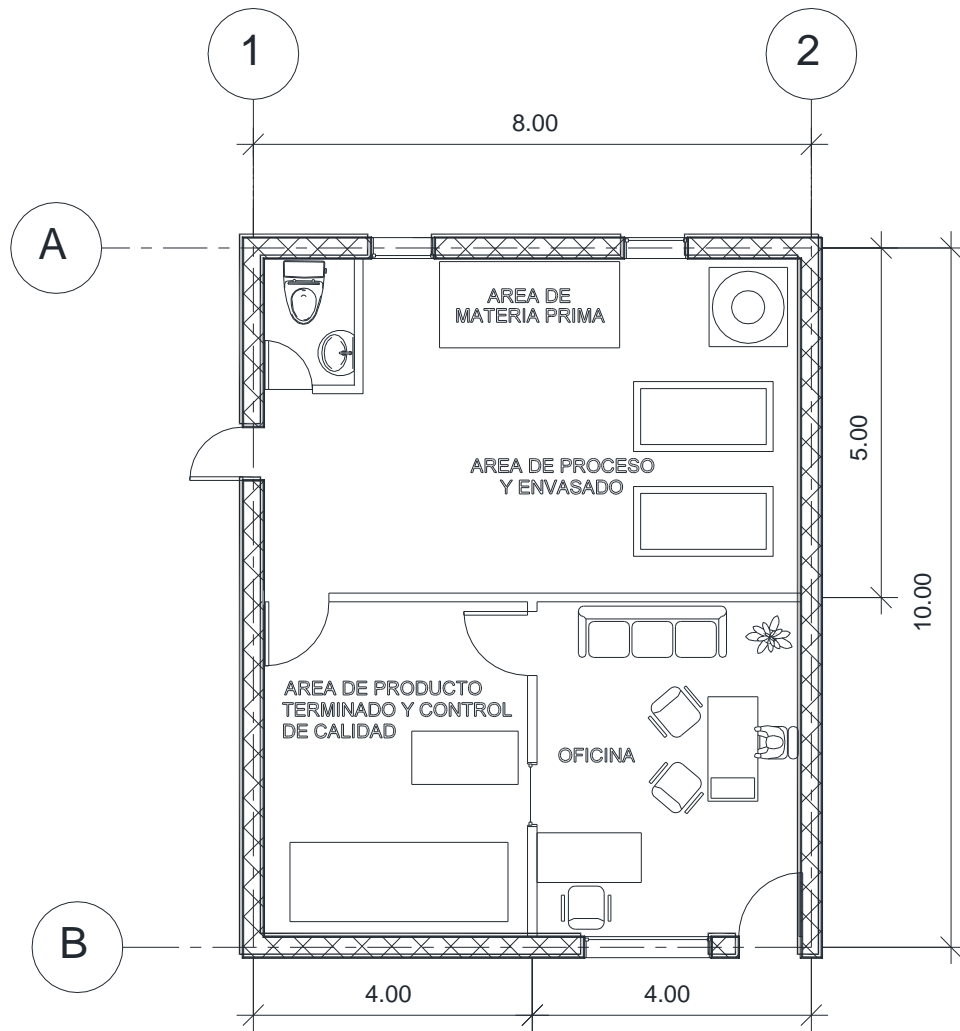 1
2
8.00
A
AREA DE
MATERIA PRIMA
5.00
AREA DE PROCESO
Y ENVASADO
10.00
AREA DE PRODUCTO
TERMINADO Y CONTROL
DE CALIDAD
OFICINA
B
4.00
4.00